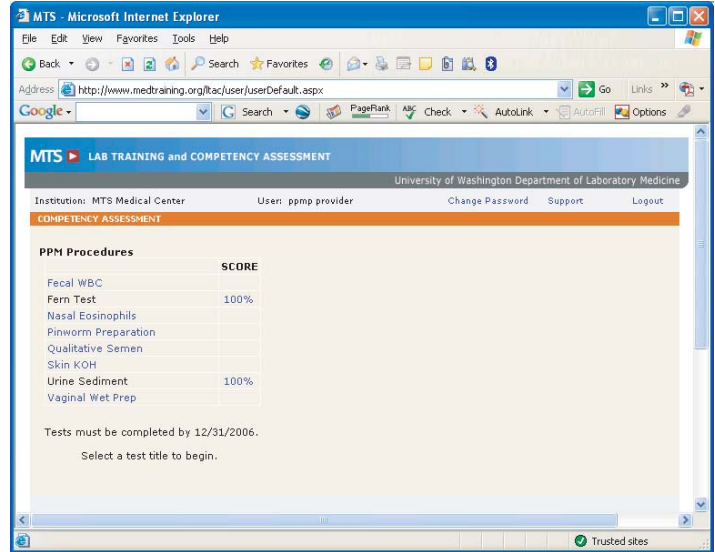 MTS - Microsoft Internet Explorer
File Edit View Favorites Tools Help
Back Search Favorites
Address http://www.medtraining.org/ltac/user/userDefault.aspx Go Links »
Google Search PageRank ABC Check AutoLink AutoFill Options
MTS LAB TRAINING and COMPETENCY ASSESSMENT
University of Washington Department of Laboratory Medicine
Institution: MTS Medical Center User: ppmp provider Change Password Support Logout
COMPETENCY ASSESSMENT
PPM Procedures
SCORE
Fecal WBC
Fern Test 100%
Nasal Eosinophils
Pinworm Preparation
Qualitative Semen
Skin KOH
Urine Sediment 100%
Vaginal Wet Prep
Tests must be completed by 12/31/2006.
Select a test title to begin.
Trusted sites